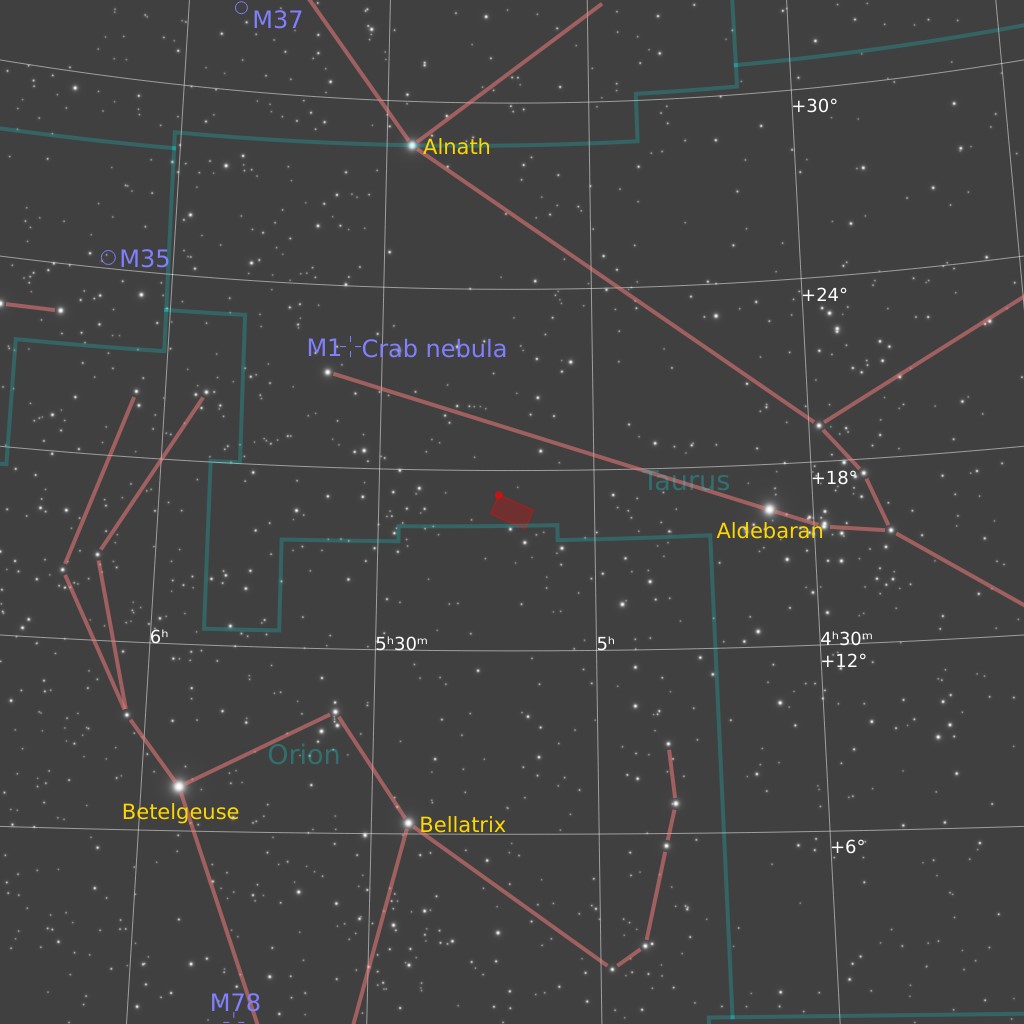 M37
+30°
Alnath
M35
+24°
M1 Crab nebula
+18°
Taurus
Aldebaran
6ʰ
5ʰ30ᵐ
5ʰ
4ʰ30ᵐ
+12°
Orion
Betelgeuse
Bellatrix
+6°
M78